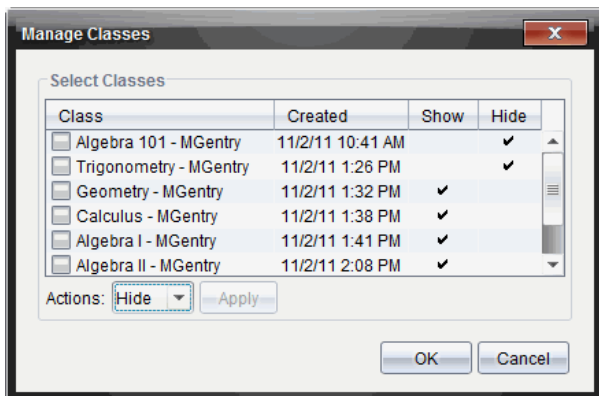 Manage Classes
Select Classes
Class Created Show Hide
Algebra 101 - MGentry 11/2/11 10:41 AM ✔
Trigonometry - MGentry 11/2/11 1:26 PM ✔
Geometry - MGentry 11/2/11 1:32 PM ✔
Calculus - MGentry 11/2/11 1:38 PM ✔
Algebra I - MGentry 11/2/11 1:41 PM ✔
Algebra II - MGentry 11/2/11 2:08 PM ✔
Actions: Hide Apply
OK Cancel